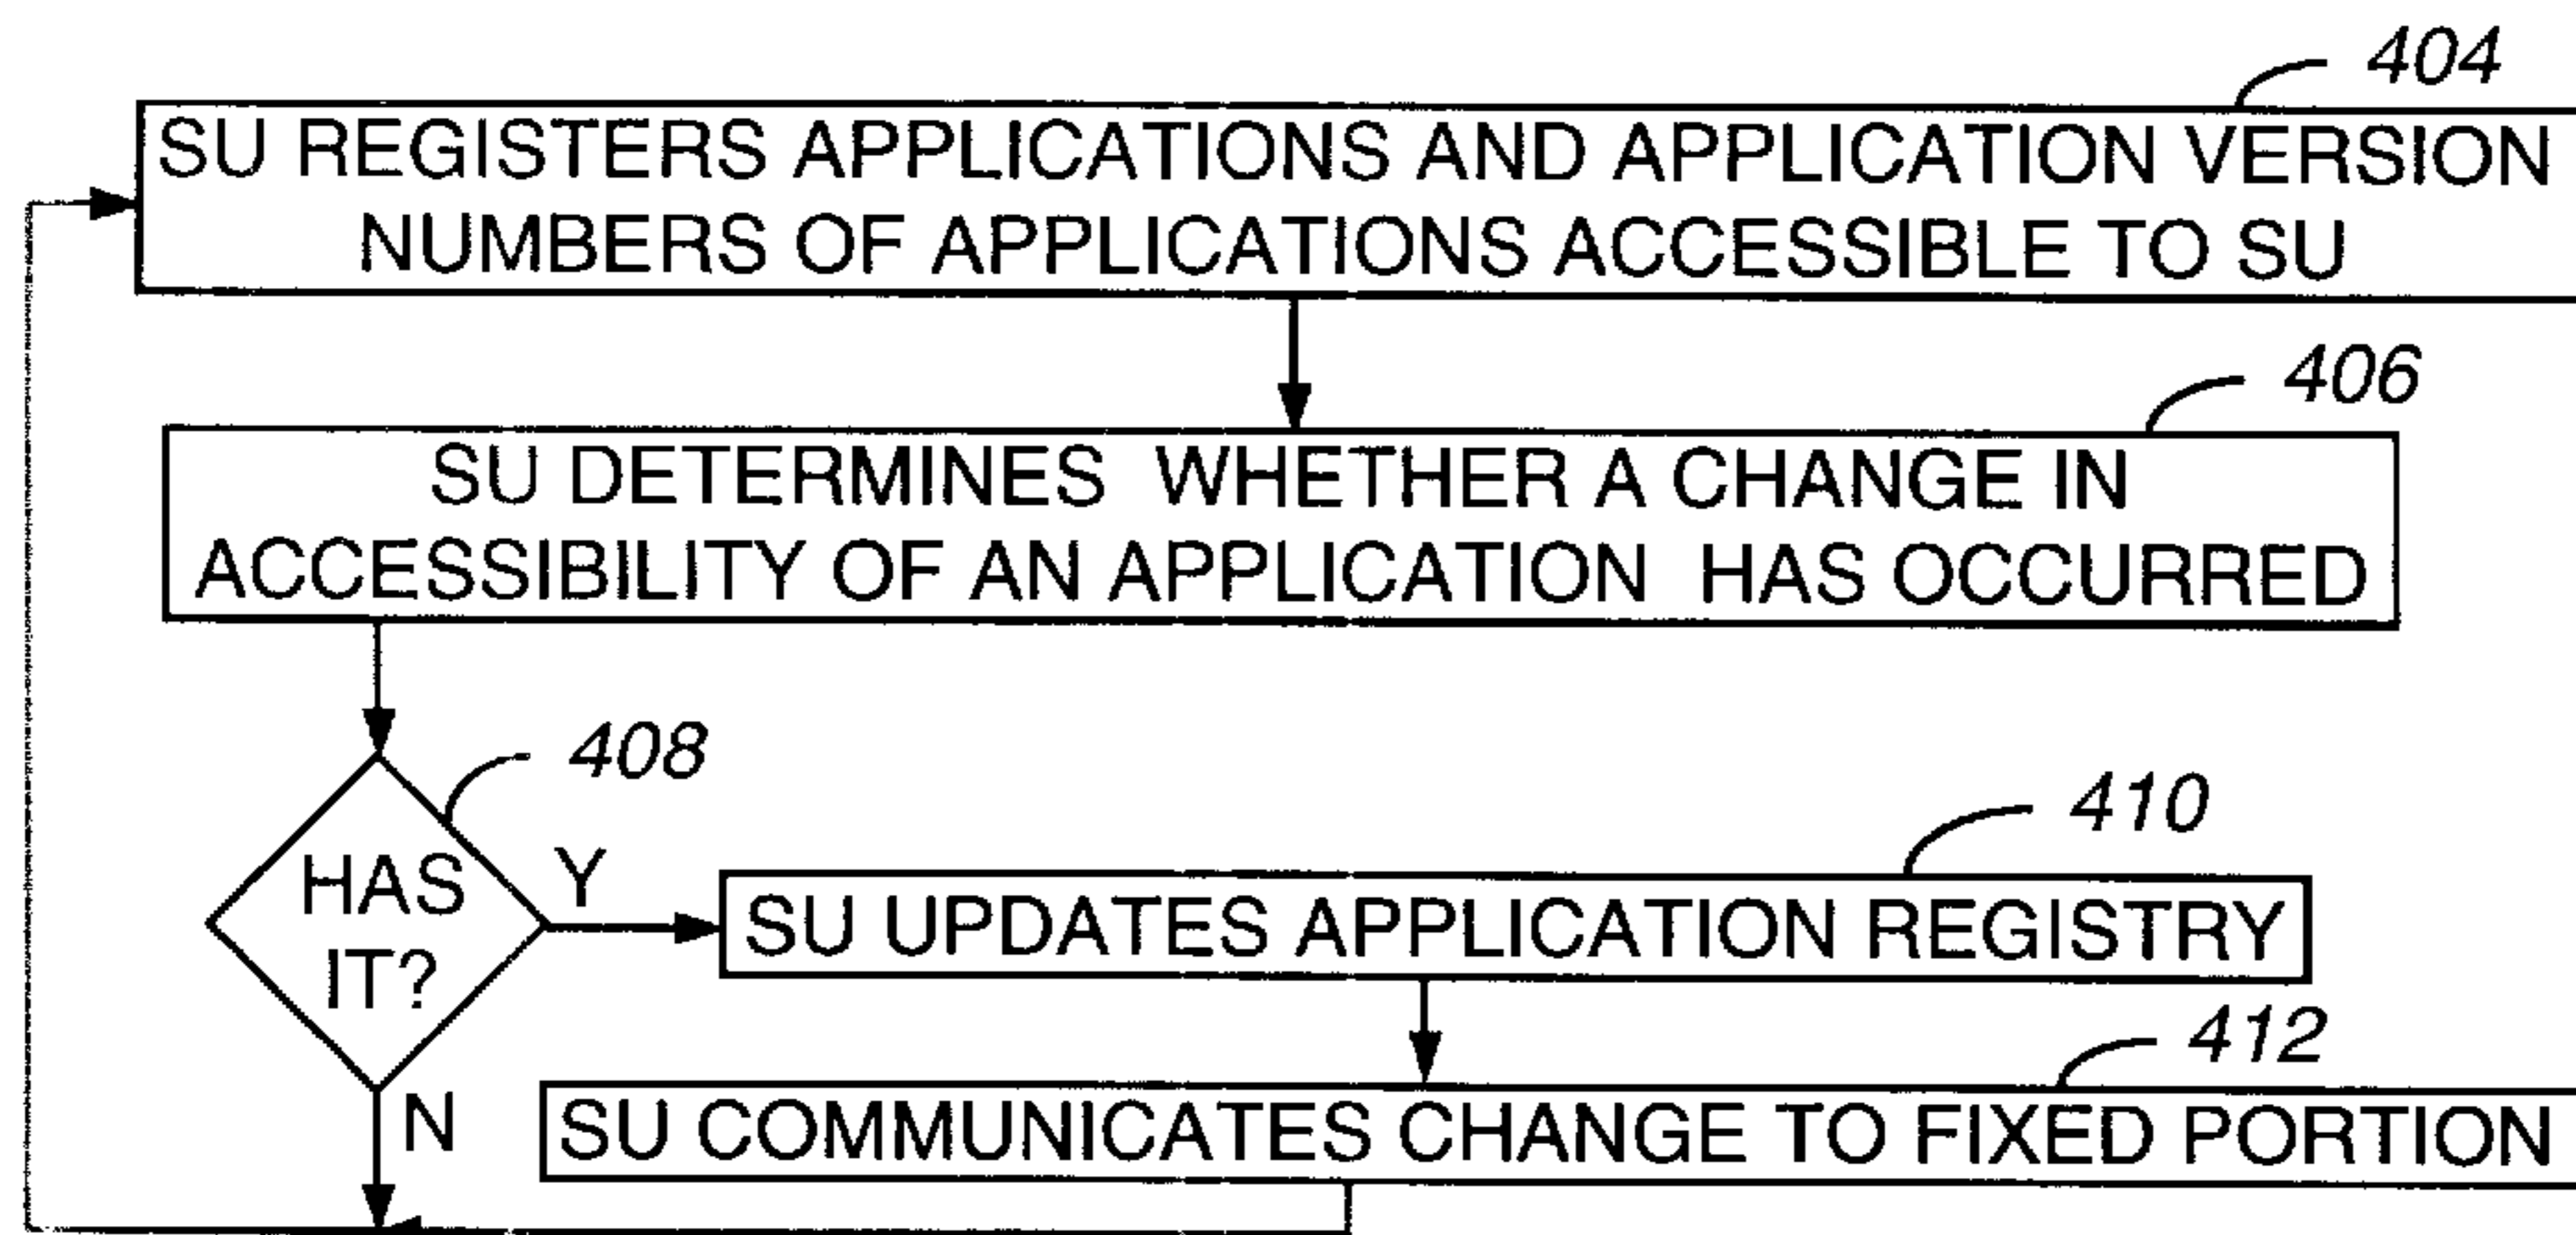 404
SU REGISTERS APPLICATIONS AND APPLICATION VERSION
NUMBERS OF APPLICATIONS ACCESSIBLE TO SU
406
SU DETERMINES WHETHER A CHANGE IN
ACCESSIBILITY OF AN APPLICATION HAS OCCURRED
408
HAS
IT?
Y
410
SU UPDATES APPLICATION REGISTRY
412
N
SU COMMUNICATES CHANGE TO FIXED PORTION